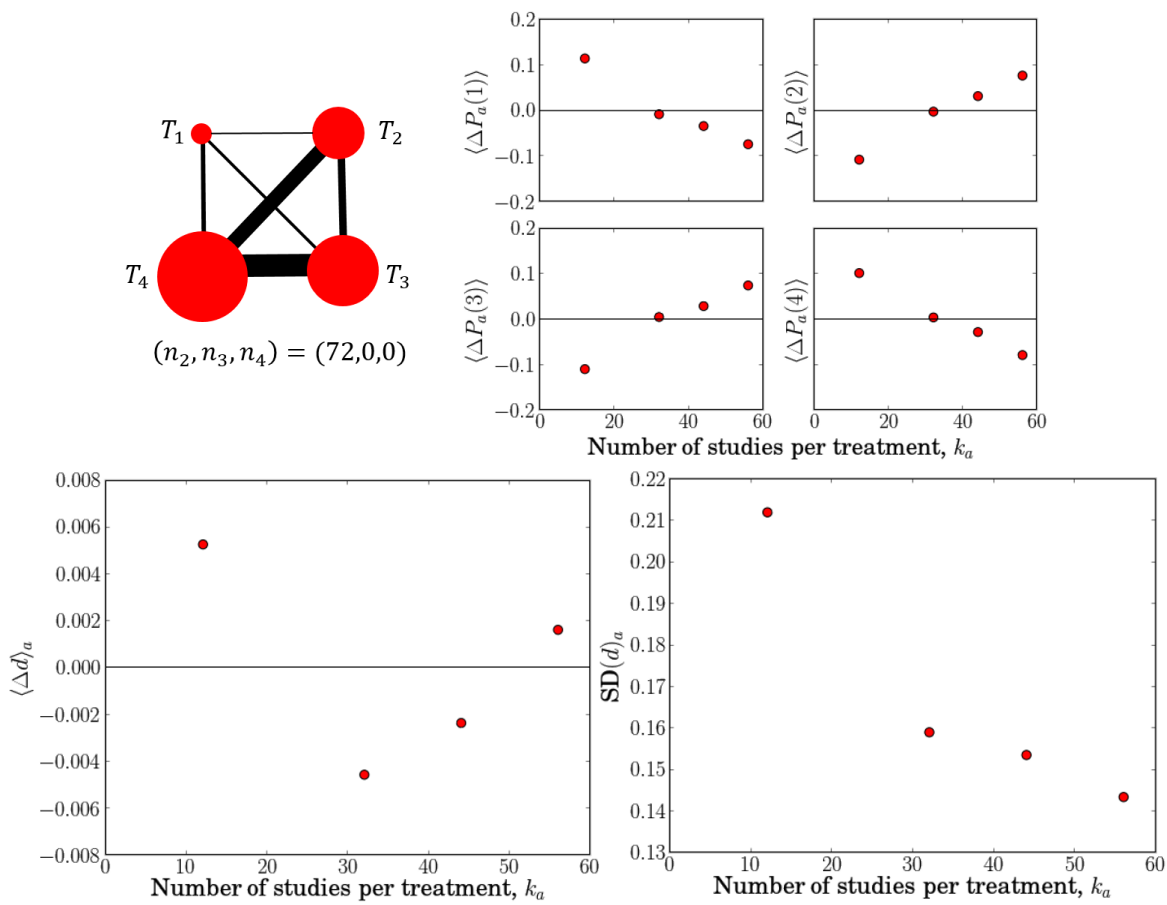 T₁
T₂
T₄
T₃
(n₂, n₃, n₄) = (72,0,0)
⟨ΔPₐ(1)⟩
0.2
0.1
0.0
−0.1
−0.2
⟨ΔPₐ(2)⟩
⟨ΔPₐ(3)⟩
0.2
0.1
0.0
−0.1
−0.2
0 20 40 60
⟨ΔPₐ(4)⟩
0 20 40 60
Number of studies per treatment, kₐ
⟨Δd⟩ₐ
0.008
0.006
0.004
0.002
0.000
−0.002
−0.004
−0.006
−0.008
0 10 20 30 40 50 60
Number of studies per treatment, kₐ
SD(d)ₐ
0.22
0.21
0.20
0.19
0.18
0.17
0.16
0.15
0.14
0.13
0 10 20 30 40 50 60
Number of studies per treatment, kₐ